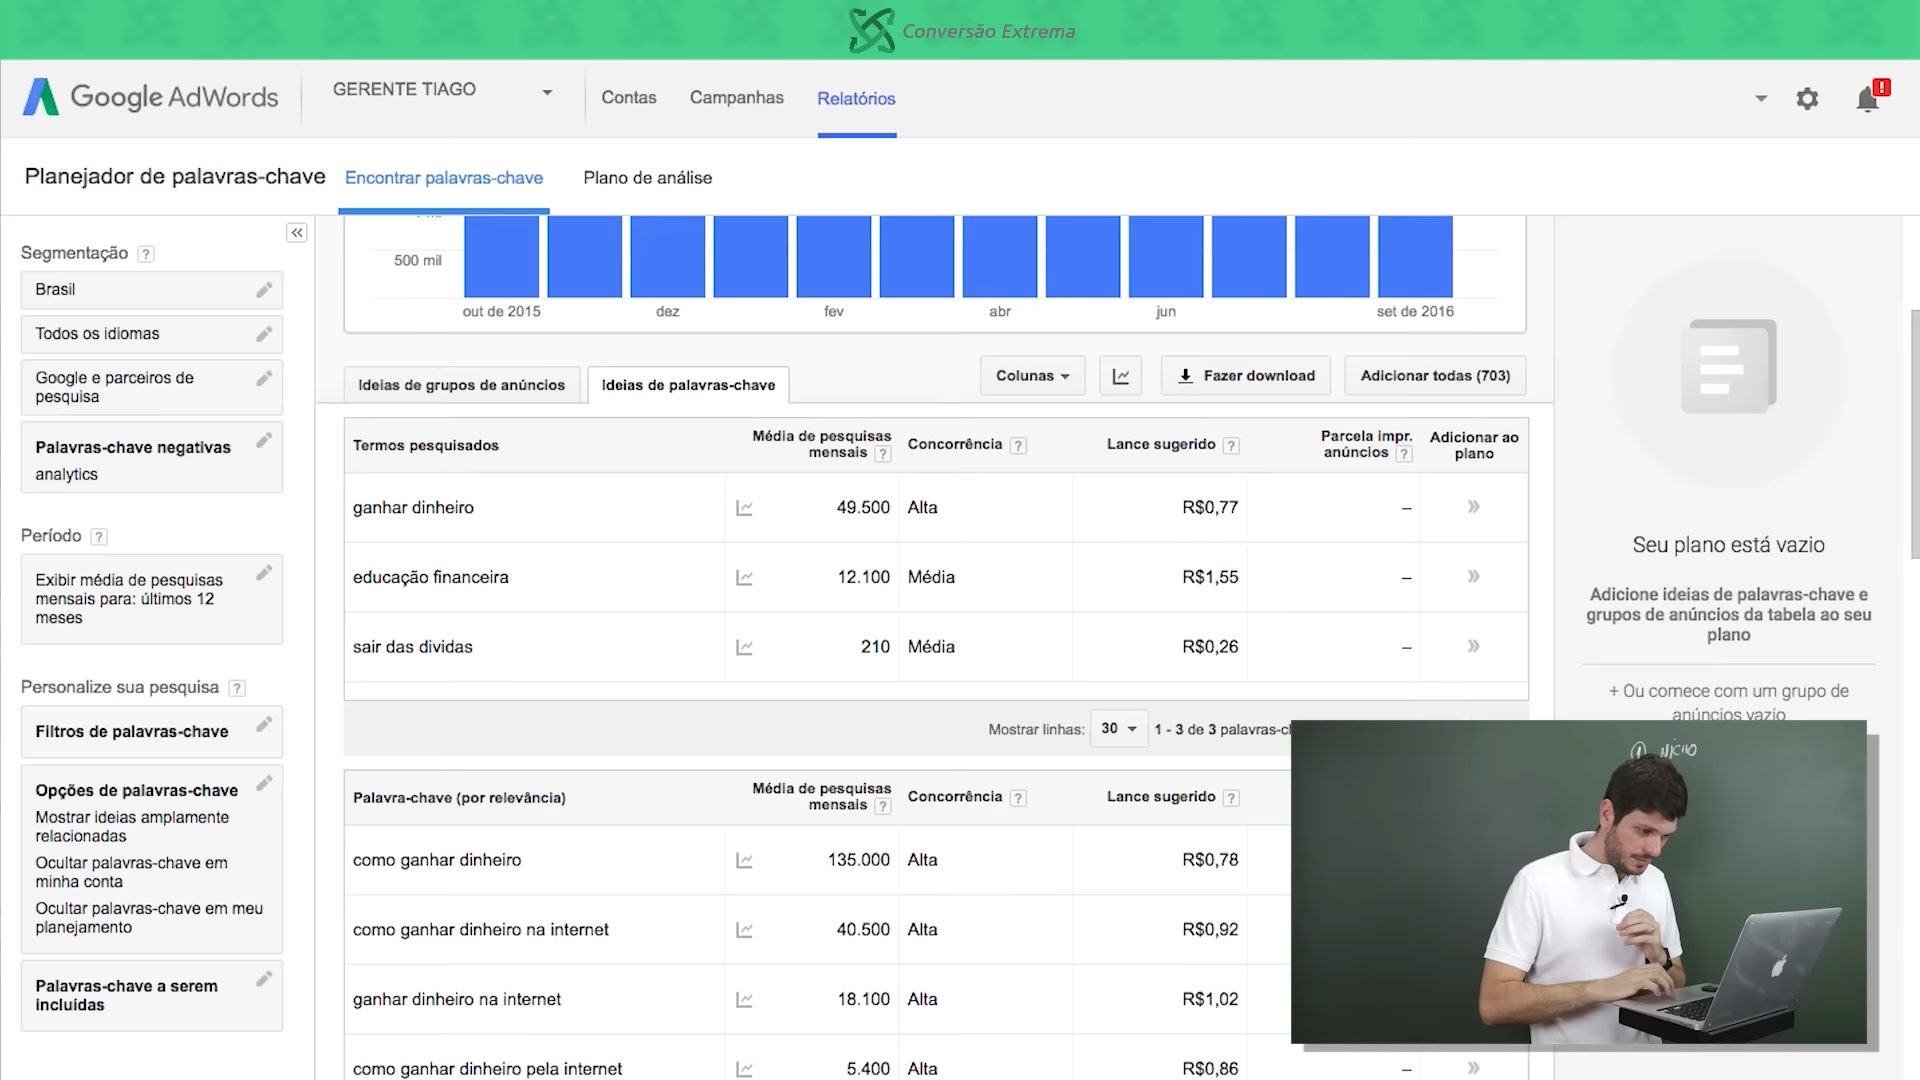 Conversão Extrema
Google AdWords
GERENTE TIAGO
Contas
Campanhas
Relatórios
!
Planejador de palavras-chave
Encontrar palavras-chave
Plano de análise
Segmentação ?
Brasil
Todos os idiomas
Google e parceiros de
pesquisa
Palavras-chave negativas
analytics
Período ?
Exibir média de pesquisas
mensais para: últimos 12
meses
Personalize sua pesquisa ?
Filtros de palavras-chave
Opções de palavras-chave
Mostrar ideias amplamente
relacionadas
Ocultar palavras-chave em
minha conta
Ocultar palavras-chave em meu
planejamento
Palavras-chave a serem
incluídas
500 mil
out de 2015
dez
fev
abr
jun
set de 2016
Ideias de grupos de anúncios
Ideias de palavras-chave
Colunas
Fazer download
Adicionar todas (703)
Termos pesquisados
Média de pesquisas
mensais ?
Concorrência ?
Lance sugerido ?
Parcela impr.
anúncios ?
Adicionar ao
plano
ganhar dinheiro 49.500 Alta R$0,77 – »
educação financeira 12.100 Média R$1,55 – »
sair das dividas 210 Média R$0,26 – »
Mostrar linhas: 30 1 - 3 de 3
Palavra-chave (por relevância)
Média de pesquisas
mensais ?
Concorrência ?
Lance sugerido ?
como ganhar dinheiro 135.000 Alta R$0,78
como ganhar dinheiro na internet 40.500 Alta R$0,92
ganhar dinheiro na internet 18.100 Alta R$1,02
como ganhar dinheiro pela internet 5.400 Alta R$0,86 – »
Seu plano está vazio
Adicione ideias de palavras-chave e
grupos de anúncios da tabela ao seu
plano
+ Ou comece com um grupo de
anúncios vazio
① NICHO